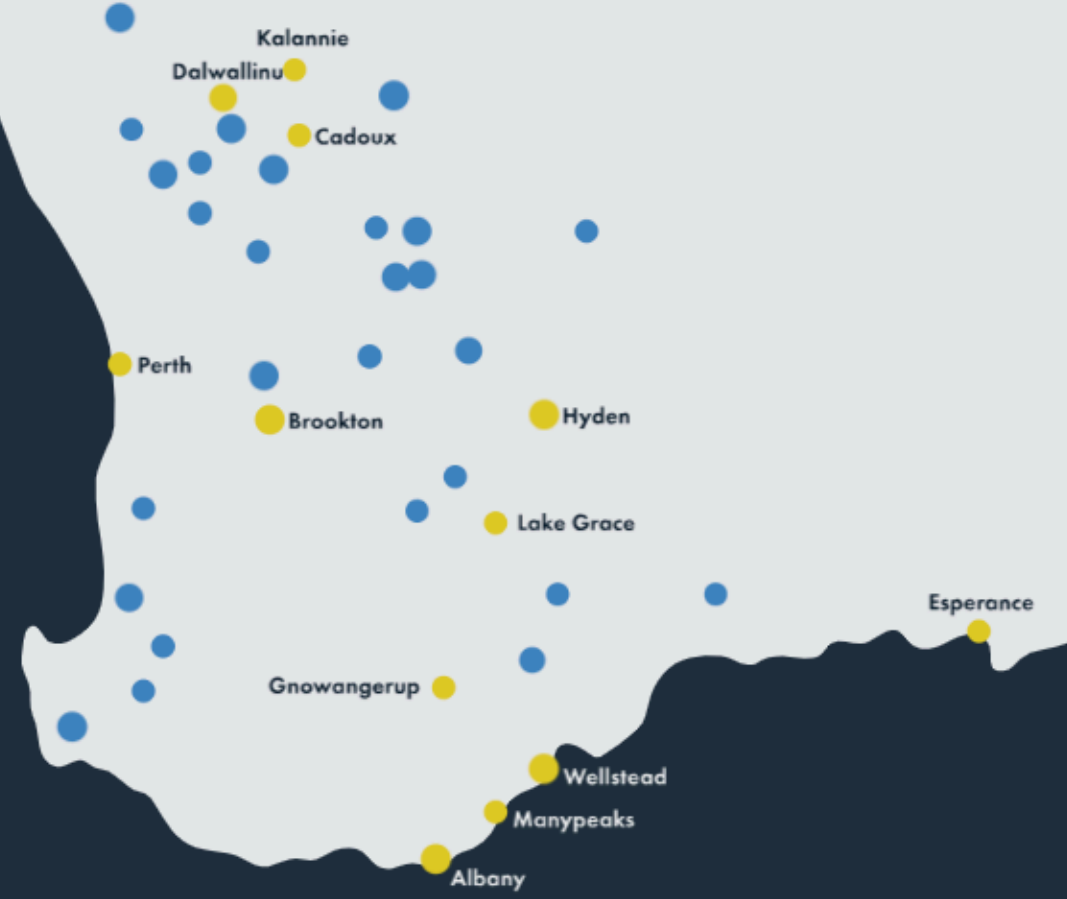 Kalannie
Dalwallinu
Cadoux
Perth
Brookton
Hyden
Lake Grace
Esperance
Gnowangerup
Wellstead
Manypeaks
Albany